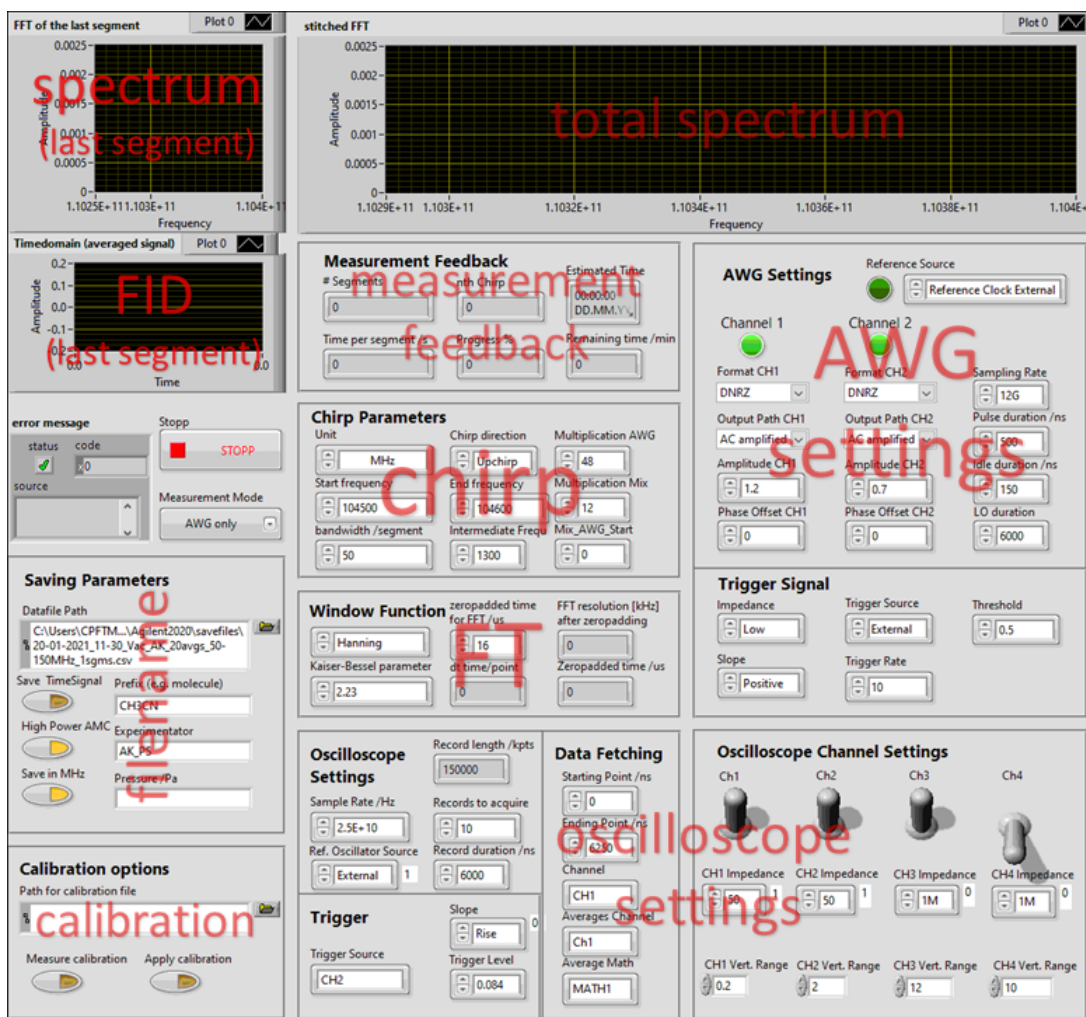 FFT of the last segment
Plot 0
stitched FFT
Plot 0
0.0025
0.002
0.0015
0.001
0.0005
0
Amplitude
1.1025E+11
1.103E+11
1.104E+11
Frequency
spectrum
(last segment)
0.0025
0.002
0.0015
0.001
0.0005
0
Amplitude
1.1029E+11
1.103E+11
1.1032E+11
1.1034E+11
1.1036E+11
1.1038E+11
1.104E+
Frequency
total spectrum
Timedomain (averaged signal)
Plot 0
0.2
0.1
0.0
-0.1
-0.2
Amplitude
0.0
0.0
Time
FID
(last segment)
Measurement Feedback
# Segments
nth Chirp
Estimated Time
0
0
00:00:00
DD.MM.YY
Time per segment /s
Progress %
Remaining time /min
0
0
0
measurement
feedback
AWG Settings
Reference Source
Reference Clock External
Channel 1
Channel 2
Format CH1
Format CH2
Sampling Rate
DNRZ
DNRZ
12G
Output Path CH1
Output Path CH2
Pulse duration /ns
AC amplified
AC amplified
500
Amplitude CH1
Amplitude CH2
Idle duration /ns
1.2
0.7
150
Phase Offset CH1
Phase Offset CH2
LO duration
0
0
6000
AWG
settings
error message
status
code
0
source
Stopp
STOPP
Measurement Mode
AWG only
Chirp Parameters
Unit
Chirp direction
Multiplication AWG
MHz
Upchirp
48
Start frequency
End frequency
Multiplication Mix
104500
104600
12
bandwidth /segment
Intermediate Frequ
Mix_AWG_Start
50
1300
0
chirp
Saving Parameters
Datafile Path
C:\Users\CPFTM...\Agilent2020\savefiles\
20-01-2021_11-30_Vac_AK_20avgs_50-
150MHz_1sgms.csv
Save TimeSignal
Prefix (e.g. molecule)
CH3CN
High Power AMC
Experimentator
AK_PS
Save in MHz
Pressure /Pa
filename
Window Function
zeropadded time
for FFT/us
FFT resolution [kHz]
after zeropadding
Hanning
16
0
Kaiser-Bessel parameter
dt time/point
Zeropadded time /us
2.23
0
0
FT
Trigger Signal
Impedance
Trigger Source
Threshold
Low
External
0.5
Slope
Trigger Rate
Positive
10
Oscilloscope
Settings
Record length /kpts
150000
Sample Rate /Hz
Records to acquire
2.5E+10
10
Ref. Oscillator Source
Record duration /ns
External
1
6000
Trigger
Slope
Rise
0
Trigger Source
Trigger Level
CH2
0.084
Data Fetching
Starting Point /ns
0
Ending Point /ns
6250
Channel
CH1
Averages Channel
Ch1
Average Math
MATH1
Oscilloscope Channel Settings
Ch1
Ch2
Ch3
Ch4
CH1 Impedance
CH2 Impedance
CH3 Impedance
CH4 Impedance
50
1
50
1
1M
0
1M
0
CH1 Vert. Range
CH2 Vert. Range
CH3 Vert. Range
CH4 Vert. Range
0.2
2
12
10
oscilloscope
settings
Calibration options
Path for calibration file
Measure calibration
Apply calibration
calibration